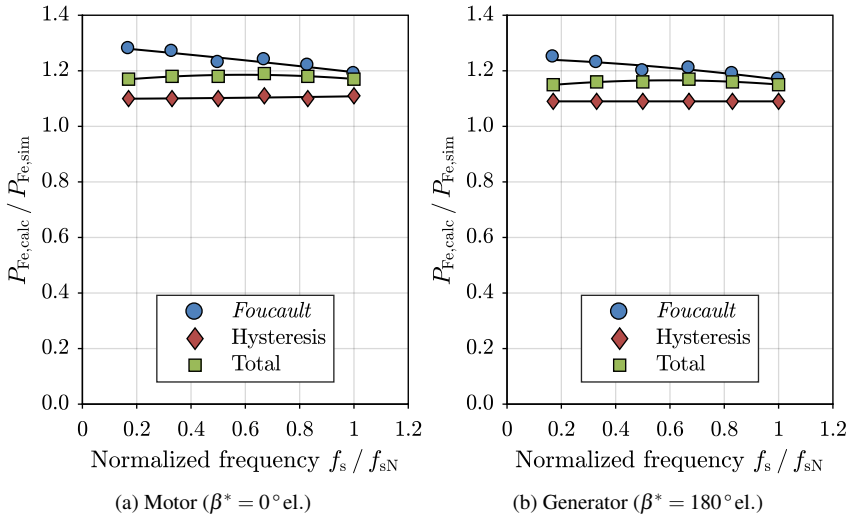 1.4
1.2
1.0
1.2
0.8
0.6
0.4
0.2
0.0
0
0.2
0.4
0.6
0.8
1
1.2
P_Fe,calc / P_Fe,sim
Foucault
Hysteresis
Total
Normalized frequency f_s / f_sN
(a) Motor (β* = 0°el.)
1.4
1.2
1.0
1.2
0.8
0.6
0.4
0.2
0.0
0
0.2
0.4
0.6
0.8
1
1.2
P_Fe,calc / P_Fe,sim
Foucault
Hysteresis
Total
Normalized frequency f_s / f_sN
(b) Generator (β* = 180°el.)